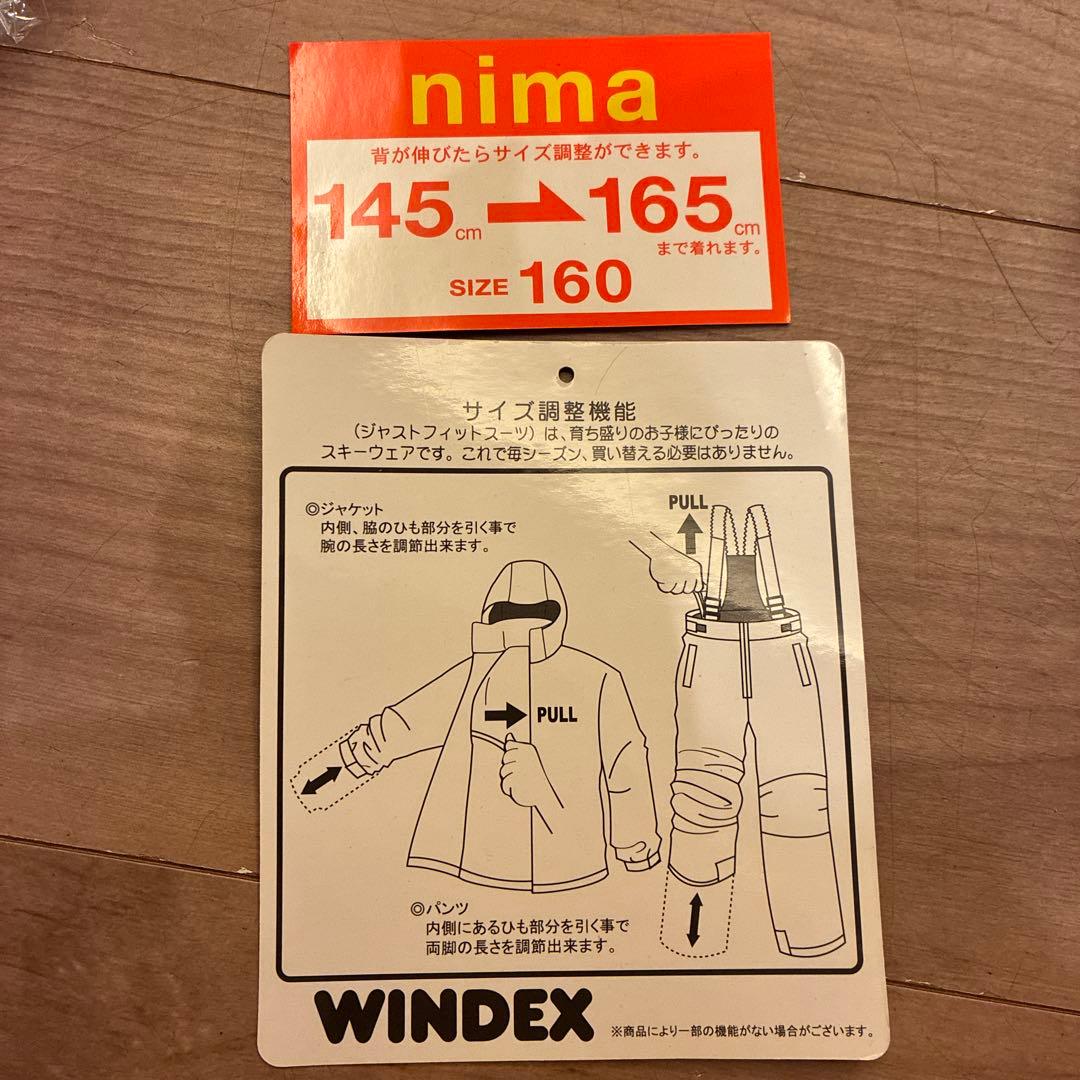 nima
背が伸びたらサイズ調整ができます。
145cm→165cm
まで着れます。
SIZE 160
サイズ調整機能
（ジャストフィットスーツ）は、育ち盛りのお子様にぴったりの
スキーウェアです。これで毎シーズン、買い替える必要はありません。
◎ジャケット
内側、脇のひも部分を引く事で
腕の長さを調節出来ます。
PULL
PULL
◎パンツ
内側にあるひも部分を引く事で
両脚の長さを調節出来ます。
WINDEX
※商品により一部の機能がない場合がございます。